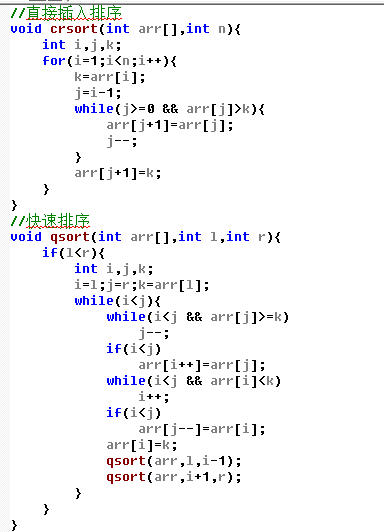 //直接插入排序
void crsort(int arr[],int n){
    int i,j,k;
    for(i=1;i<n;i++){
        k=arr[i];
        j=i-1;
        while(j>=0 && arr[j]>k){
            arr[j+1]=arr[j];
            j--;
        }
        arr[j+1]=k;
    }
}
//快速排序
void qsort(int arr[],int l,int r){
    if(l<r){
        int i,j,k;
        i=l;j=r;k=arr[l];
        while(i<j){
            while(i<j && arr[j]>=k)
                j--;
            if(i<j)
                arr[i++]=arr[j];
            while(i<j && arr[i]<k)
                i++;
            if(i<j)
                arr[j--]=arr[i];
            arr[i]=k;
            qsort(arr,l,i-1);
            qsort(arr,i+1,r);
        }
    }
}